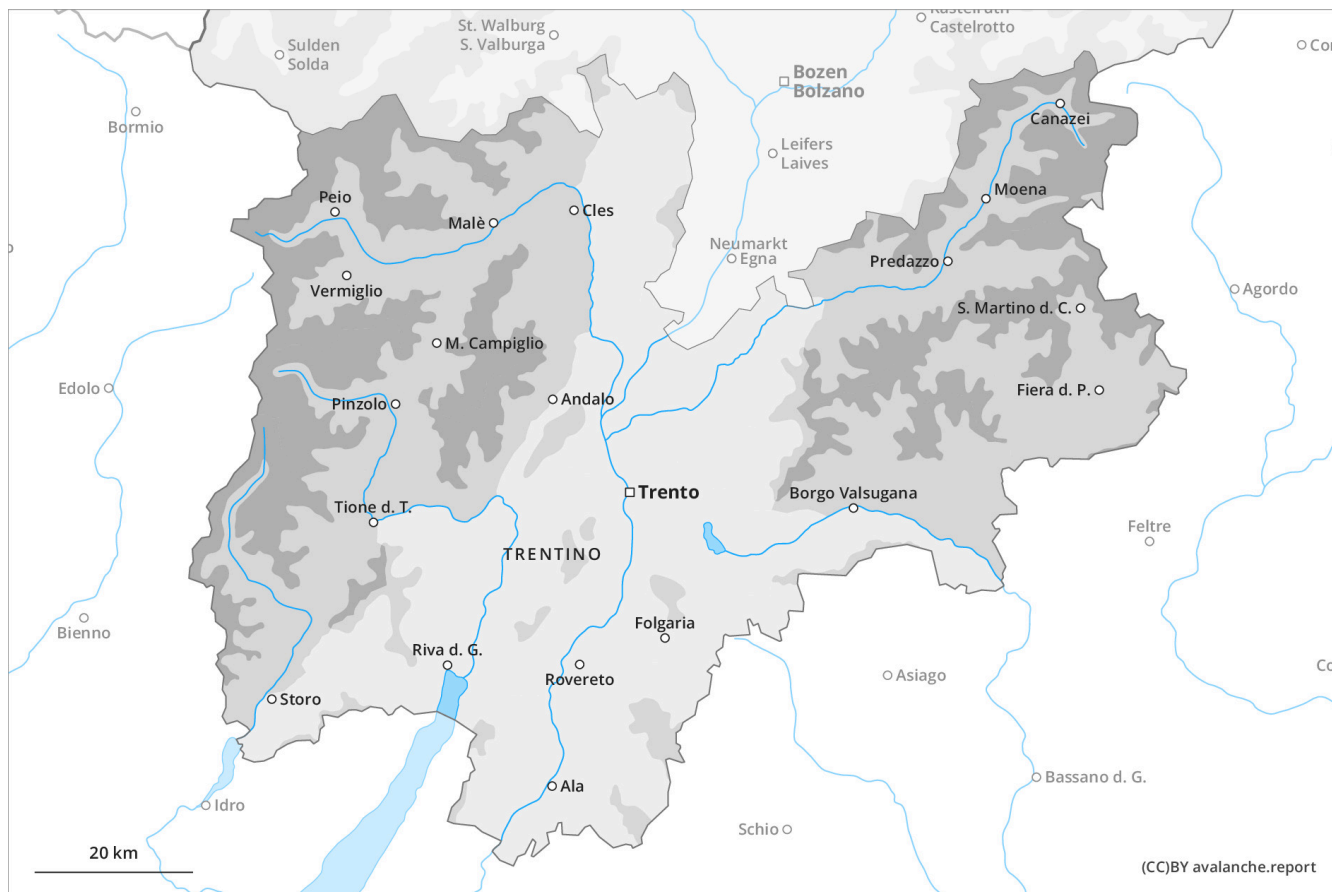 Kastelruth
Castelrotto
St. Walburg
S. Valburga
Sulden
Solda
Bozen
Bolzano
Bormio
Canazei
Leifers
Laives
Moena
Peio
Malè
Cles
Neumarkt
Egna
Predazzo
Vermiglio
Agordo
S. Martino d. C.
M. Campiglio
Edolo
Fiera d. P.
Pinzolo
Andalo
Trento
Borgo Valsugana
Tione d. T.
Feltre
TRENTINO
Bienno
Folgaria
Riva d. G.
Rovereto
Asiago
Storo
Ala
Bassano d. G.
Idro
Schio
20 km
(CC)BY avalanche.report